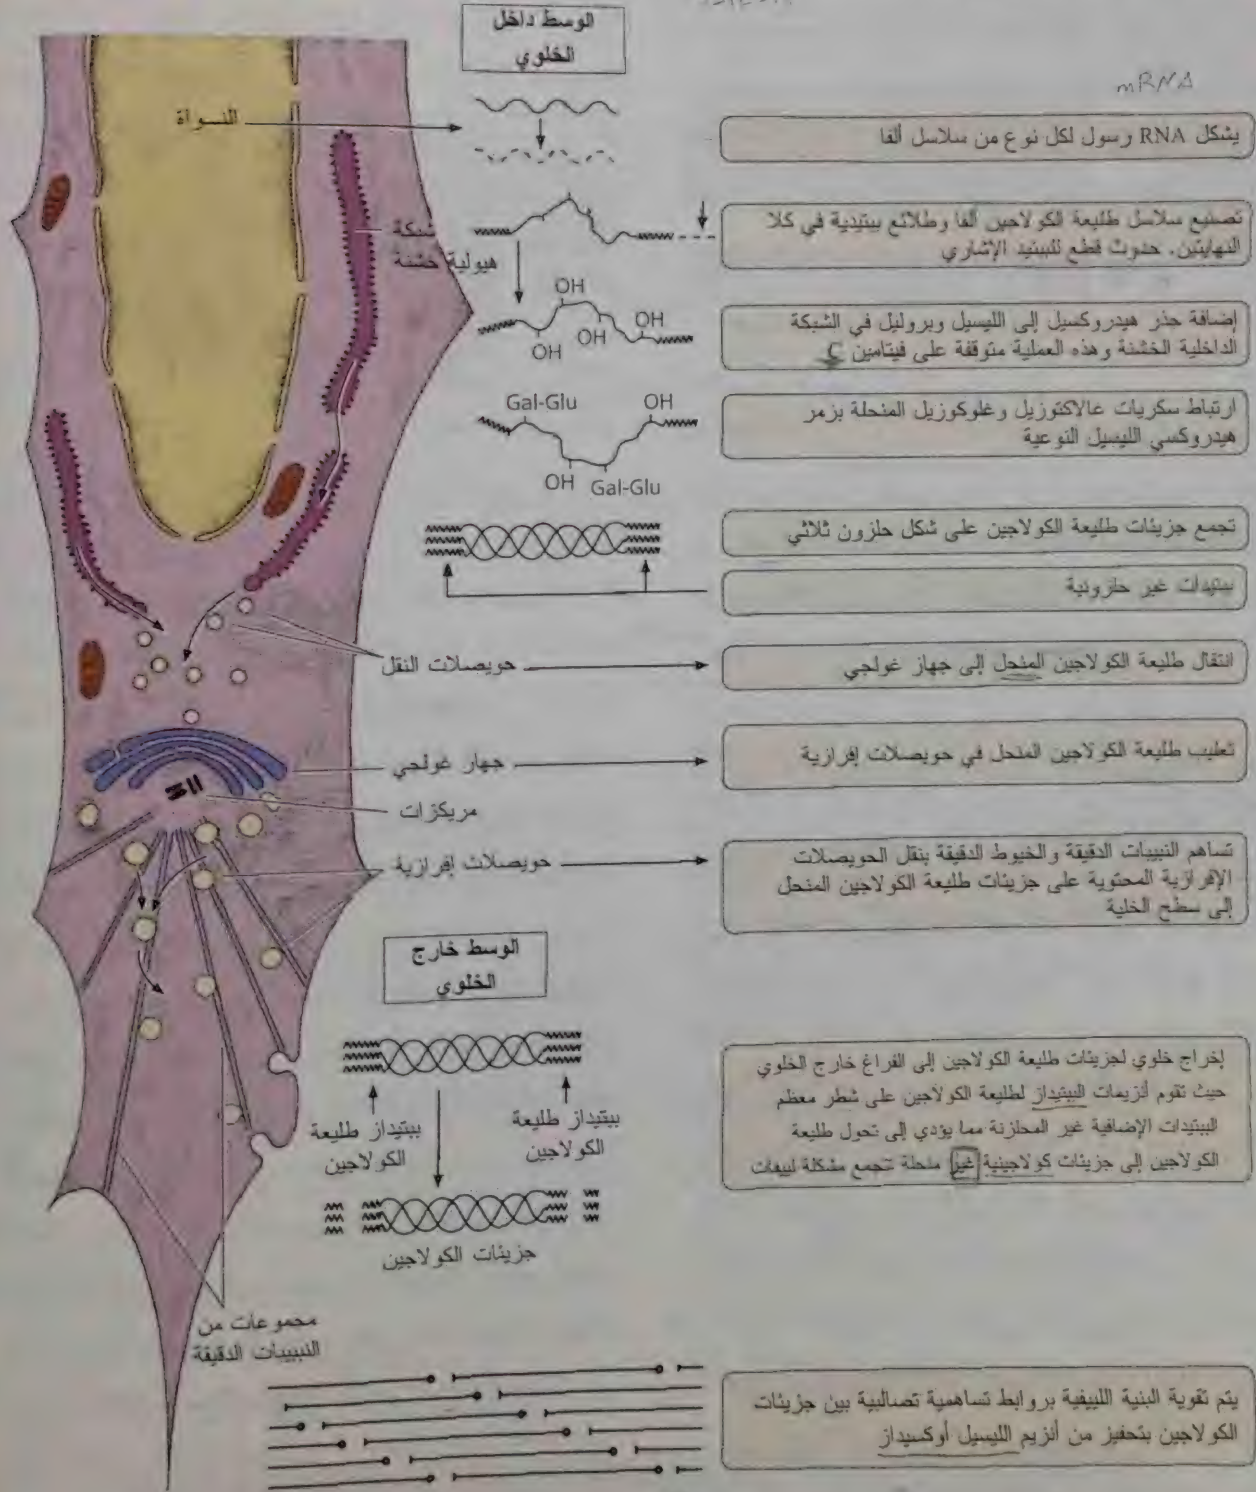 الوسط داخل
الخلوي
mRNA
النواة
يشكل RNA رسول لكل نوع من سلاسل ألفا
شبكة
هيولية خشنة
تصنيع سلاسل طليعة الكولاجين ألفا وطلائع ببتيدية في كلا
النهايتين. حدوث قطع للببتيد الإشاري
OH
OH
OH
OH
إضافة جذر هيدروكسيل إلى الليسيل وبروليل في الشبكة
الداخلية الخشنة وهذه العملية متوقفة على فيتامين C
Gal-Glu
OH
OH
Gal-Glu
ارتباط سكريات غالاكتوزيل وغلوكوزيل المنحلة بزمر
هيدروكسي الليسيل النوعية
تجمع جزيئات طليعة الكولاجين على شكل حلزون ثلاثي
ببتيدات غير حلزونية
حويصلات النقل
انتقال طليعة الكولاجين المنحل إلى جهاز غولجي
جهاز غولجي
تعليب طليعة الكولاجين المنحل في حويصلات إفرازية
مريكزات
حويصلات إفرازية
تساهم النبيبات الدقيقة والخيوط الدقيقة بنقل الحويصلات
الإفرازية المحتوية على جزيئات طليعة الكولاجين المنحل
إلى سطح الخلية
الوسط خارج
الخلوي
إخراج خلوي لجزيئات طليعة الكولاجين إلى الفراغ خارج الخلوي
حيث تقوم أنزيمات الببتيداز لطليعة الكولاجين على شطر معظم
الببتيدات الإضافية غير المحلزنة مما يؤدي إلى تحول طليعة
الكولاجين إلى جزيئات كولاجينية غير منحلة تتجمع مشكلة لييفات
ببتيداز طليعة
الكولاجين
ببتيداز طليعة
الكولاجين
جزيئات الكولاجين
مجموعات من
النبيبات الدقيقة
يتم تقوية البنية اللييفية بروابط تساهمية تصالبية بين جزيئات
الكولاجين بتحفيز من أنزيم الليسيل أوكسيداز